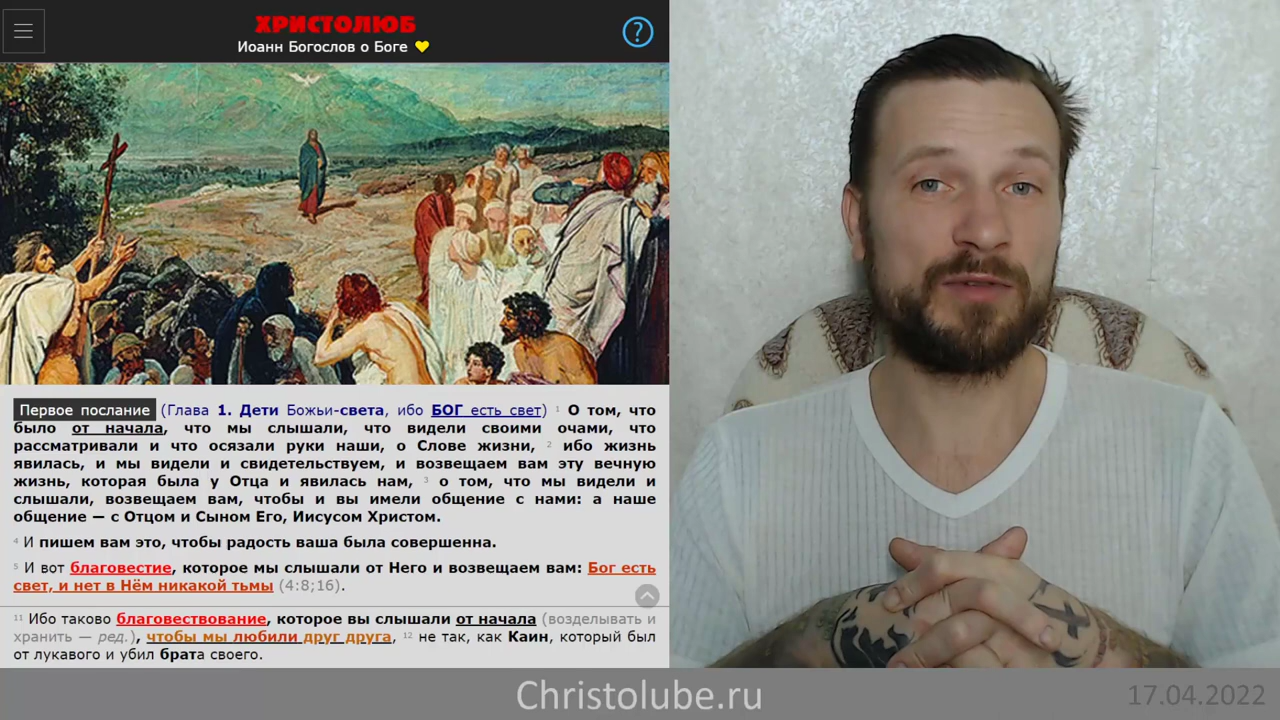 ХРИСТОЛЮБ
Иоанн Богослов о Боге
?
Первое послание (Глава 1. Дети Божьи-света, ибо БОГ есть свет) 1 О том, что
было от начала, что мы слышали, что видели своими очами, что
рассматривали и что осязали руки наши, о Слове жизни, 2 ибо жизнь
явилась, и мы видели и свидетельствуем, и возвещаем вам эту вечную
жизнь, которая была у Отца и явилась нам, 3 о том, что мы видели и
слышали, возвещаем вам, чтобы и вы имели общение с нами: а наше
общение — с Отцом и Сыном Его, Иисусом Христом.
4 И пишем вам это, чтобы радость ваша была совершенна.
5 И вот благовестие, которое мы слышали от Него и возвещаем вам: Бог есть
свет, и нет в Нём никакой тьмы (4:8;16).
11 Ибо таково благовествование, которое вы слышали от начала (возделывать и
хранить — ред.), чтобы мы любили друг друга, 12 не так, как Каин, который был
от лукавого и убил брата своего.
Christolube.ru
17.04.2022